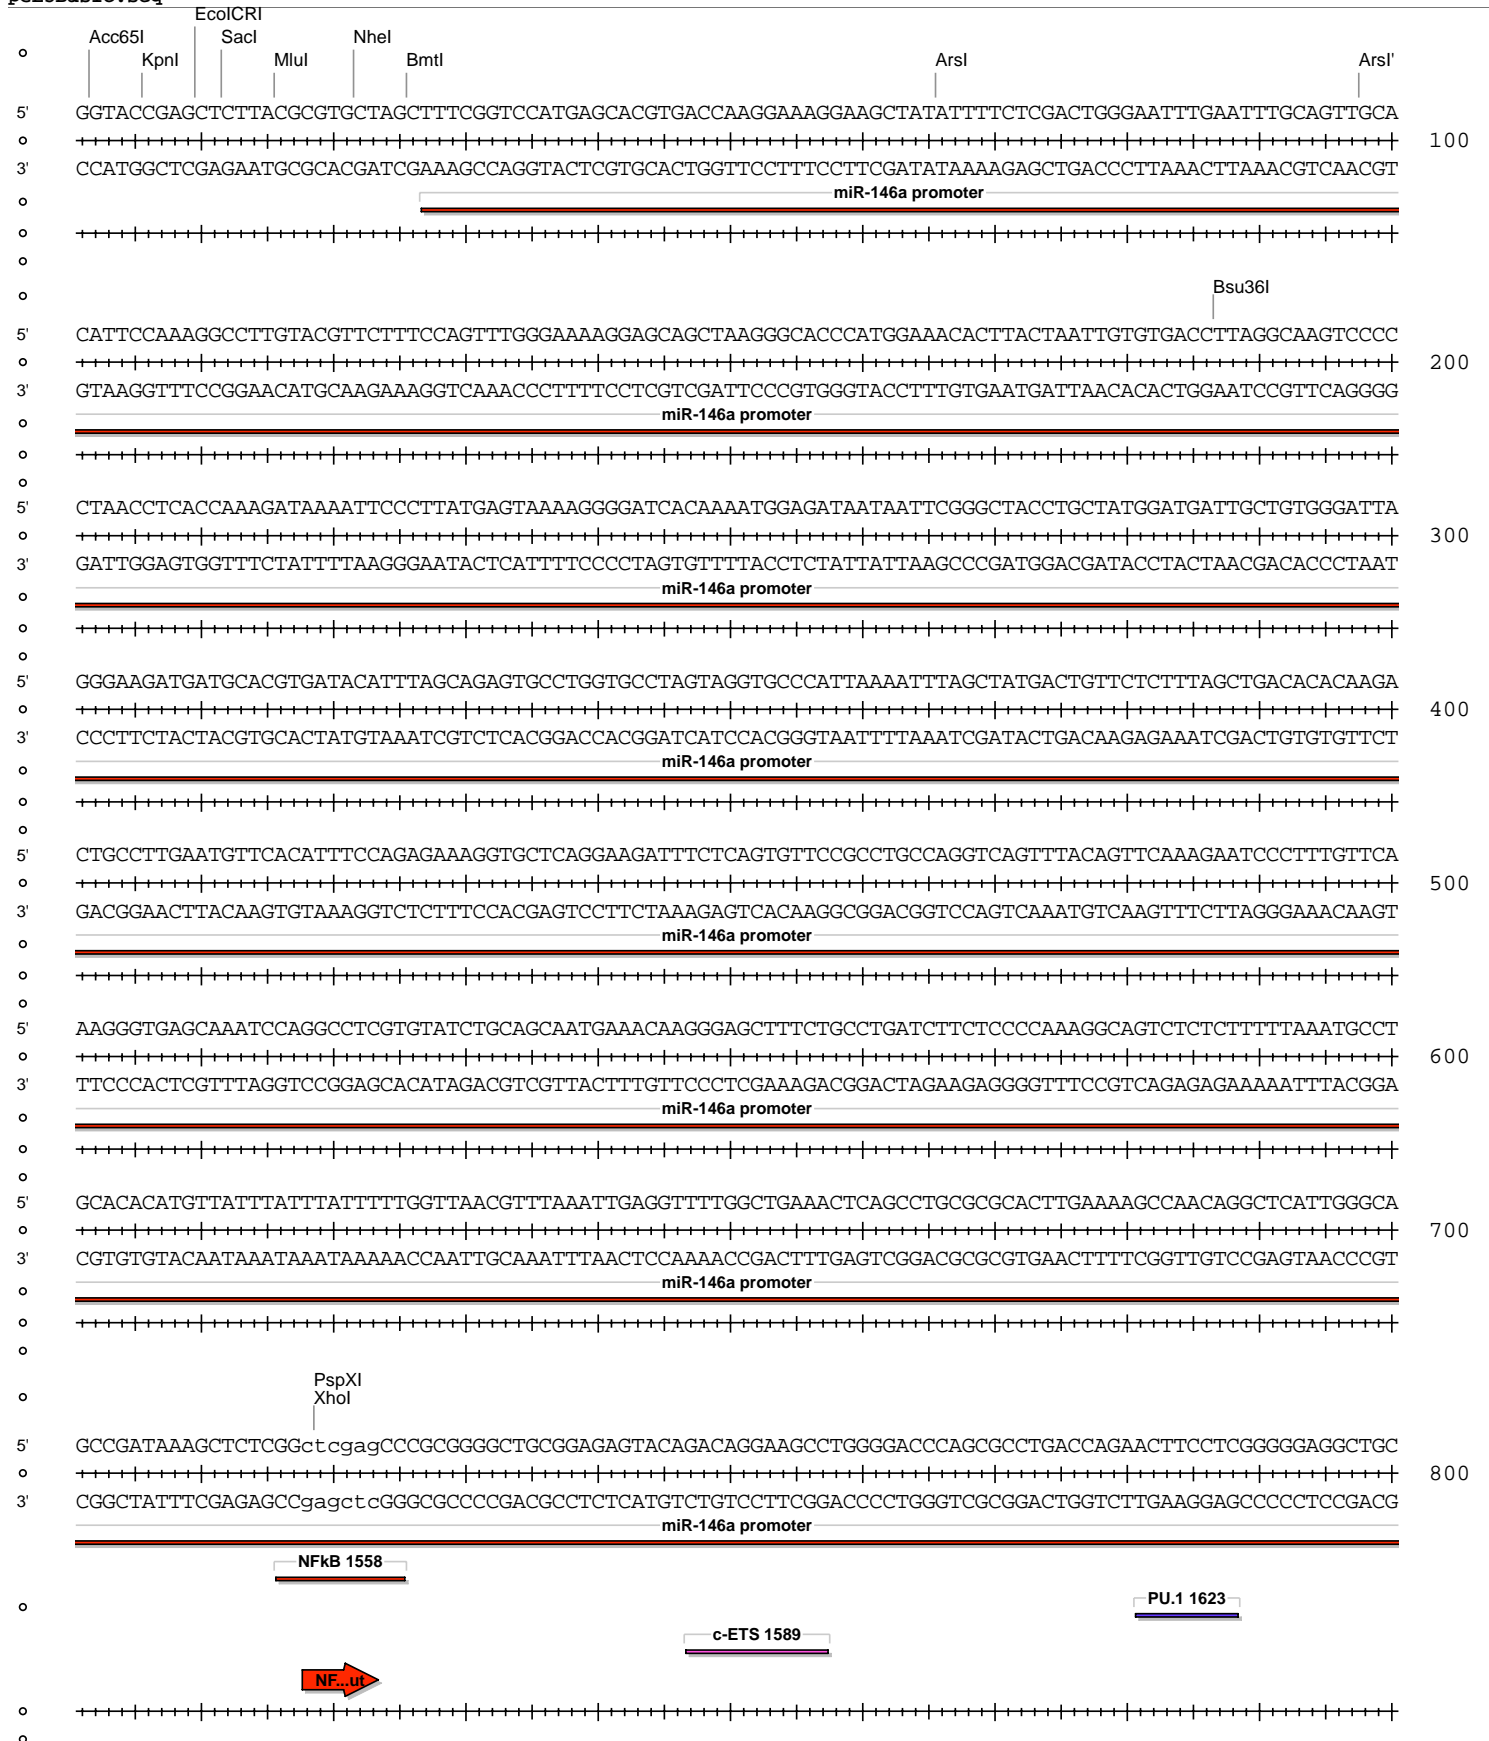 EcoICRI
Acc65I SacI NheI
KpnI MluI BmtI ArsI ArsI'
5' GGTACCGAGCTCTTACGCGTGCTAGCTTTCGGTCCATGAGCACGTGACCAAGGAAAGGAAGCTATATTTTCTCGACTGGGAATTTGAATTTGCAGTTGCA
100
3' CCATGGCTCGAGAATGCGCACGATCGAAAGCCAGGTACTCGTGCACTGGTTCCTTTCCTTCGATATAAAAGAGCTGACCCTTAAACTTAAACGTCAACGT
miR-146a promoter
Bsu36I
5' CATTCCAAAGGCCTTGTACGTTCTTTCCAGTTTGGGAAAAGGAGCAGCTAAGGGCACCCATGGAAACACTTACTAATTGTGTGACCTTAGGCAAGTCCCC
200
3' GTAAGGTTTCCGGAACATGCAAGAAAGGTCAAACCCTTTTCCTCGTCGATTCCCGTGGGTACCTTTGTGAATGATTAACACACTGGAATCCGTTCAGGGG
miR-146a promoter
5' CTAACCTCACCAAAGATAAAATTCCCTTATGAGTAAAAGGGGATCACAAAATGGAGATAATAATTCGGGCTACCTGCTATGGATGATTGCTGTGGGATTA
300
3' GATTGGAGTGGTTTCTATTTTAAGGGAATACTCATTTTCCCCTAGTGTTTTACCTCTATTATTAAGCCCGATGGACGATACCTACTAACGACACCCTAAT
miR-146a promoter
5' GGGAAGATGATGCACGTGATACATTTAGCAGAGTGCCTGGTGCCTAGTAGGTGCCCATTAAAATTTAGCTATGACTGTTCTCTTTAGCTGACACACAAGA
400
3' CCCTTCTACTACGTGCACTATGTAAATCGTCTCACGGACCACGGATCATCCACGGGTAATTTTAAATCGATACTGACAAGAGAAATCGACTGTGTGTTCT
miR-146a promoter
5' CTGCCTTGAATGTTCACATTTCCAGAGAAAGGTGCTCAGGAAGATTTCTCAGTGTTCCGCCTGCCAGGTCAGTTTACAGTTCAAAGAATCCCTTTGTTCA
500
3' GACGGAACTTACAAGTGTAAAGGTCTCTTTCCACGAGTCCTTCTAAAGAGTCACAAGGCGGACGGTCCAGTCAAATGTCAAGTTTCTTAGGGAAACAAGT
miR-146a promoter
5' AAGGGTGAGCAAATCCAGGCCTCGTGTATCTGCAGCAATGAAACAAGGGAGCTTTCTGCCTGATCTTCTCCCCAAAGGCAGTCTCTCTTTTTAAATGCCT
600
3' TTCCCACTCGTTTAGGTCCGGAGCACATAGACGTCGTTACTTTGTTCCCTCGAAAGACGGACTAGAAGAGGGGTTTCCGTCAGAGAGAAAAATTTACGGA
miR-146a promoter
5' GCACACATGTTATTTATTTATTTTTGGTTAACGTTTAAATTGAGGTTTTGGCTGAAACTCAGCCTGCGCGCACTTGAAAAGCCAACAGGCTCATTGGGCA
700
3' CGTGTGTACAATAAATAAATAAAAACCAATTGCAAATTTAACTCCAAAACCGACTTTGAGTCGGACGCGCGTGAACTTTTCGGTTGTCCGAGTAACCCGT
miR-146a promoter
PspXI
XhoI
5' GCCGATAAAGCTCTCGGctcgagCCCGCGGGGCTGCGGAGAGTACAGACAGGAAGCCTGGGGACCCAGCGCCTGACCAGAACTTCCTCGGGGGAGGCTGC
800
3' CGGCTATTTCGAGAGCCgagctcGGGCGCCCCGACGCCTCTCATGTCTGTCCTTCGGACCCCTGGGTCGCGGACTGGTCTTGAAGGAGCCCCCTCCGACG
miR-146a promoter
NFkB 1558
PU.1 1623
c-ETS 1589
NF...ut